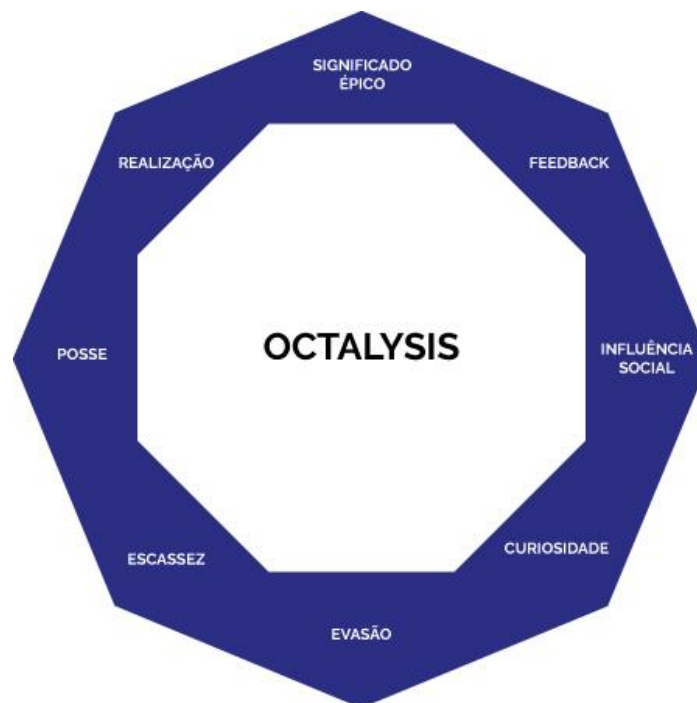 SIGNIFICADO
ÉPICO
REALIZAÇÃO
FEEDBACK
POSSE
OCTALYSIS
INFLUÊNCIA
SOCIAL
ESCASSEZ
CURIOSIDADE
EVASÃO